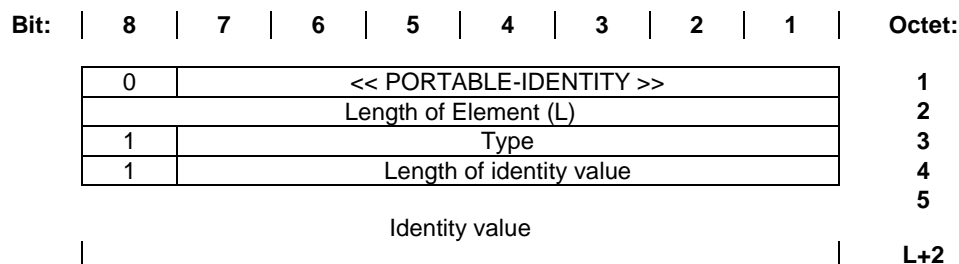 Bit: 8 7 6 5 4 3 2 1 Octet:
0 << PORTABLE-IDENTITY >> 1
Length of Element (L) 2
1 Type 3
1 Length of identity value 4
5
Identity value
L+2